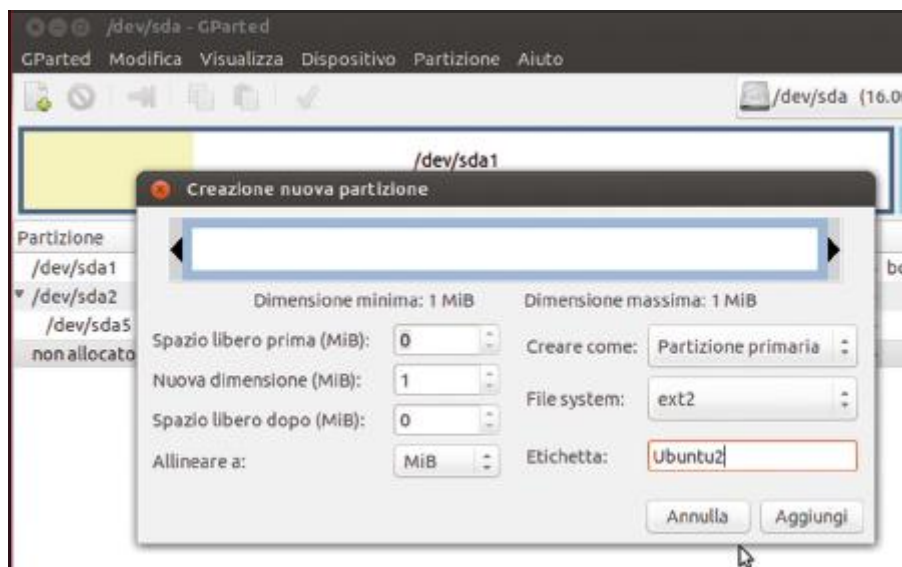 /dev/sda - GParted
GParted Modifica Visualizza Dispositivo Partizione Aiuto
/dev/sda (16.0
/dev/sda1
Creazione nuova partizione
Partizione
/dev/sda1
/dev/sda2
/dev/sda5
non allocato
Dimensione minima: 1 MiB Dimensione massima: 1 MiB
Spazio libero prima (MiB): 0
Creare come: Partizione primaria
Nuova dimensione (MiB): 1
File system: ext2
Spazio libero dopo (MiB): 0
Allineare a: MiB
Etichetta: Ubuntu2
Annulla Aggiungi